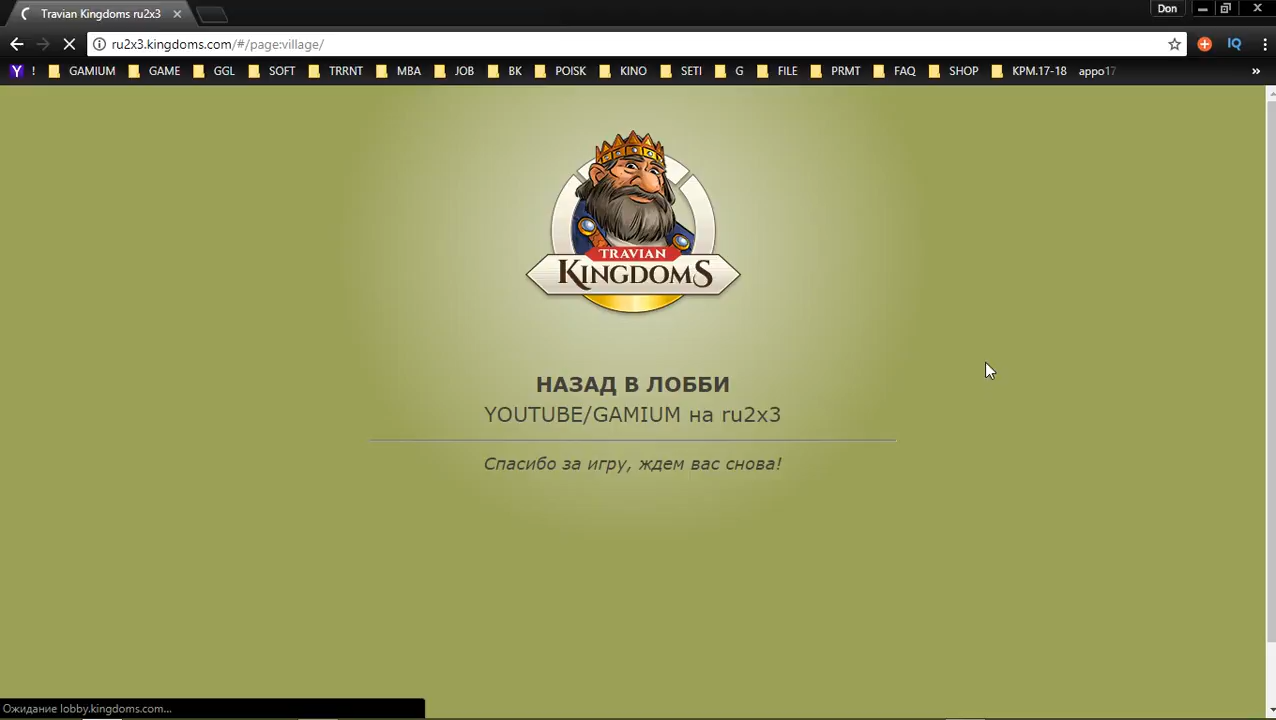 Travian Kingdoms ru2x3
Don
ru2x3.kingdoms.com/#/page:village/
Y ! GAMIUM GAME GGL SOFT TRRNT MBA JOB BK POISK KINO SETI G FILE PRMT FAQ SHOP KPM.17-18 appo17 »
IQ
TRAVIAN
KINGDOMS
НАЗАД В ЛОББИ
YOUTUBE/GAMIUM на ru2x3
Спасибо за игру, ждем вас снова!
Ожидание lobby.kingdoms.com...